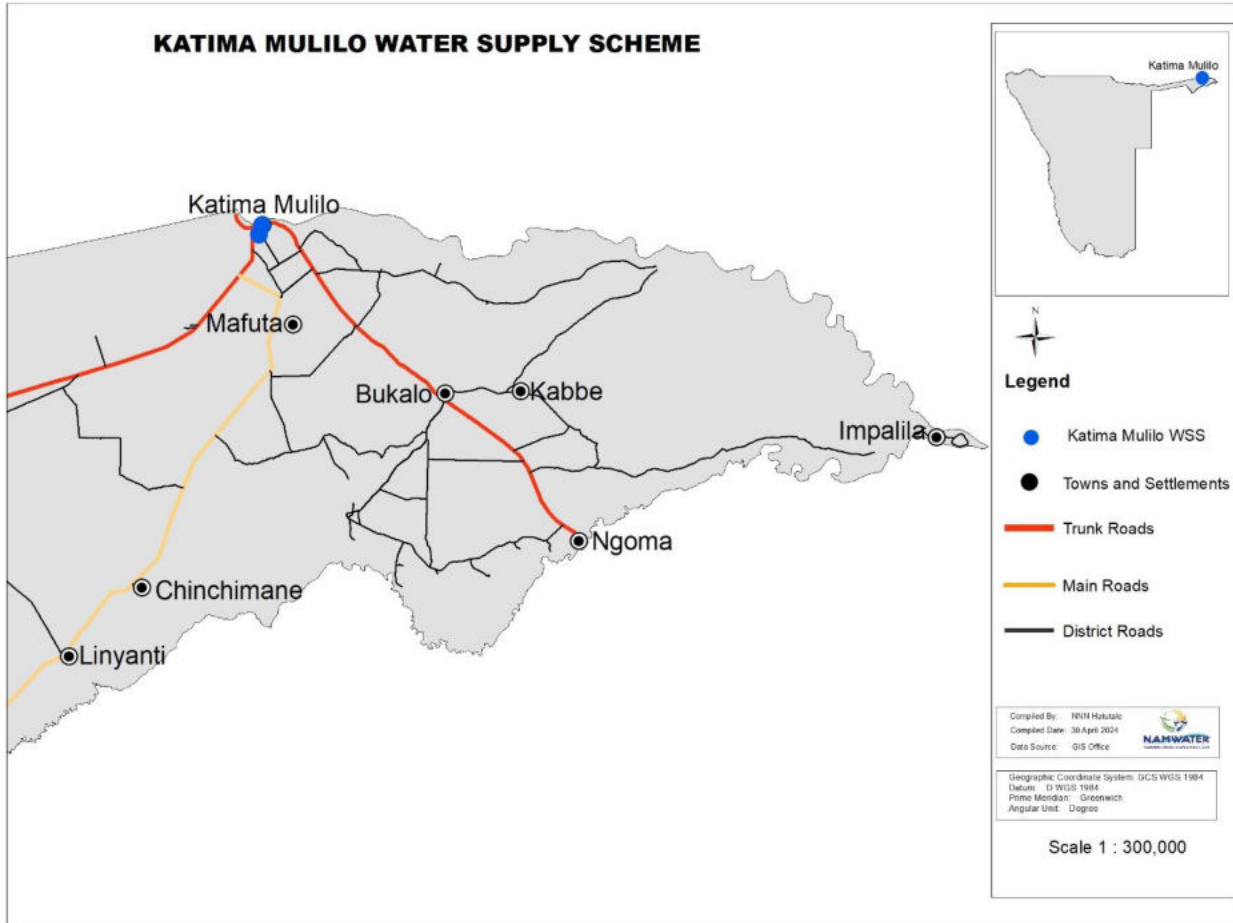 KATIMA MULILO WATER SUPPLY SCHEME
Katima Mulilo
Katima Mulilo
Mafuta
Bukalo
Kabbe
Impalila
Ngoma
Chinchimane
Linyanti
N
Legend
Katima Mulilo WSS
Towns and Settlements
Trunk Roads
Main Roads
District Roads
Compiled By: NNN
Compiled Date: 30 April 2024
Data Source: GIS Office
NAMWATER
Geographic Coordinate System: GCS WGS 1984
Datum: D WGS 1984
Prime Meridian: Greenwich
Angular Unit: Degree
Scale 1 : 300,000